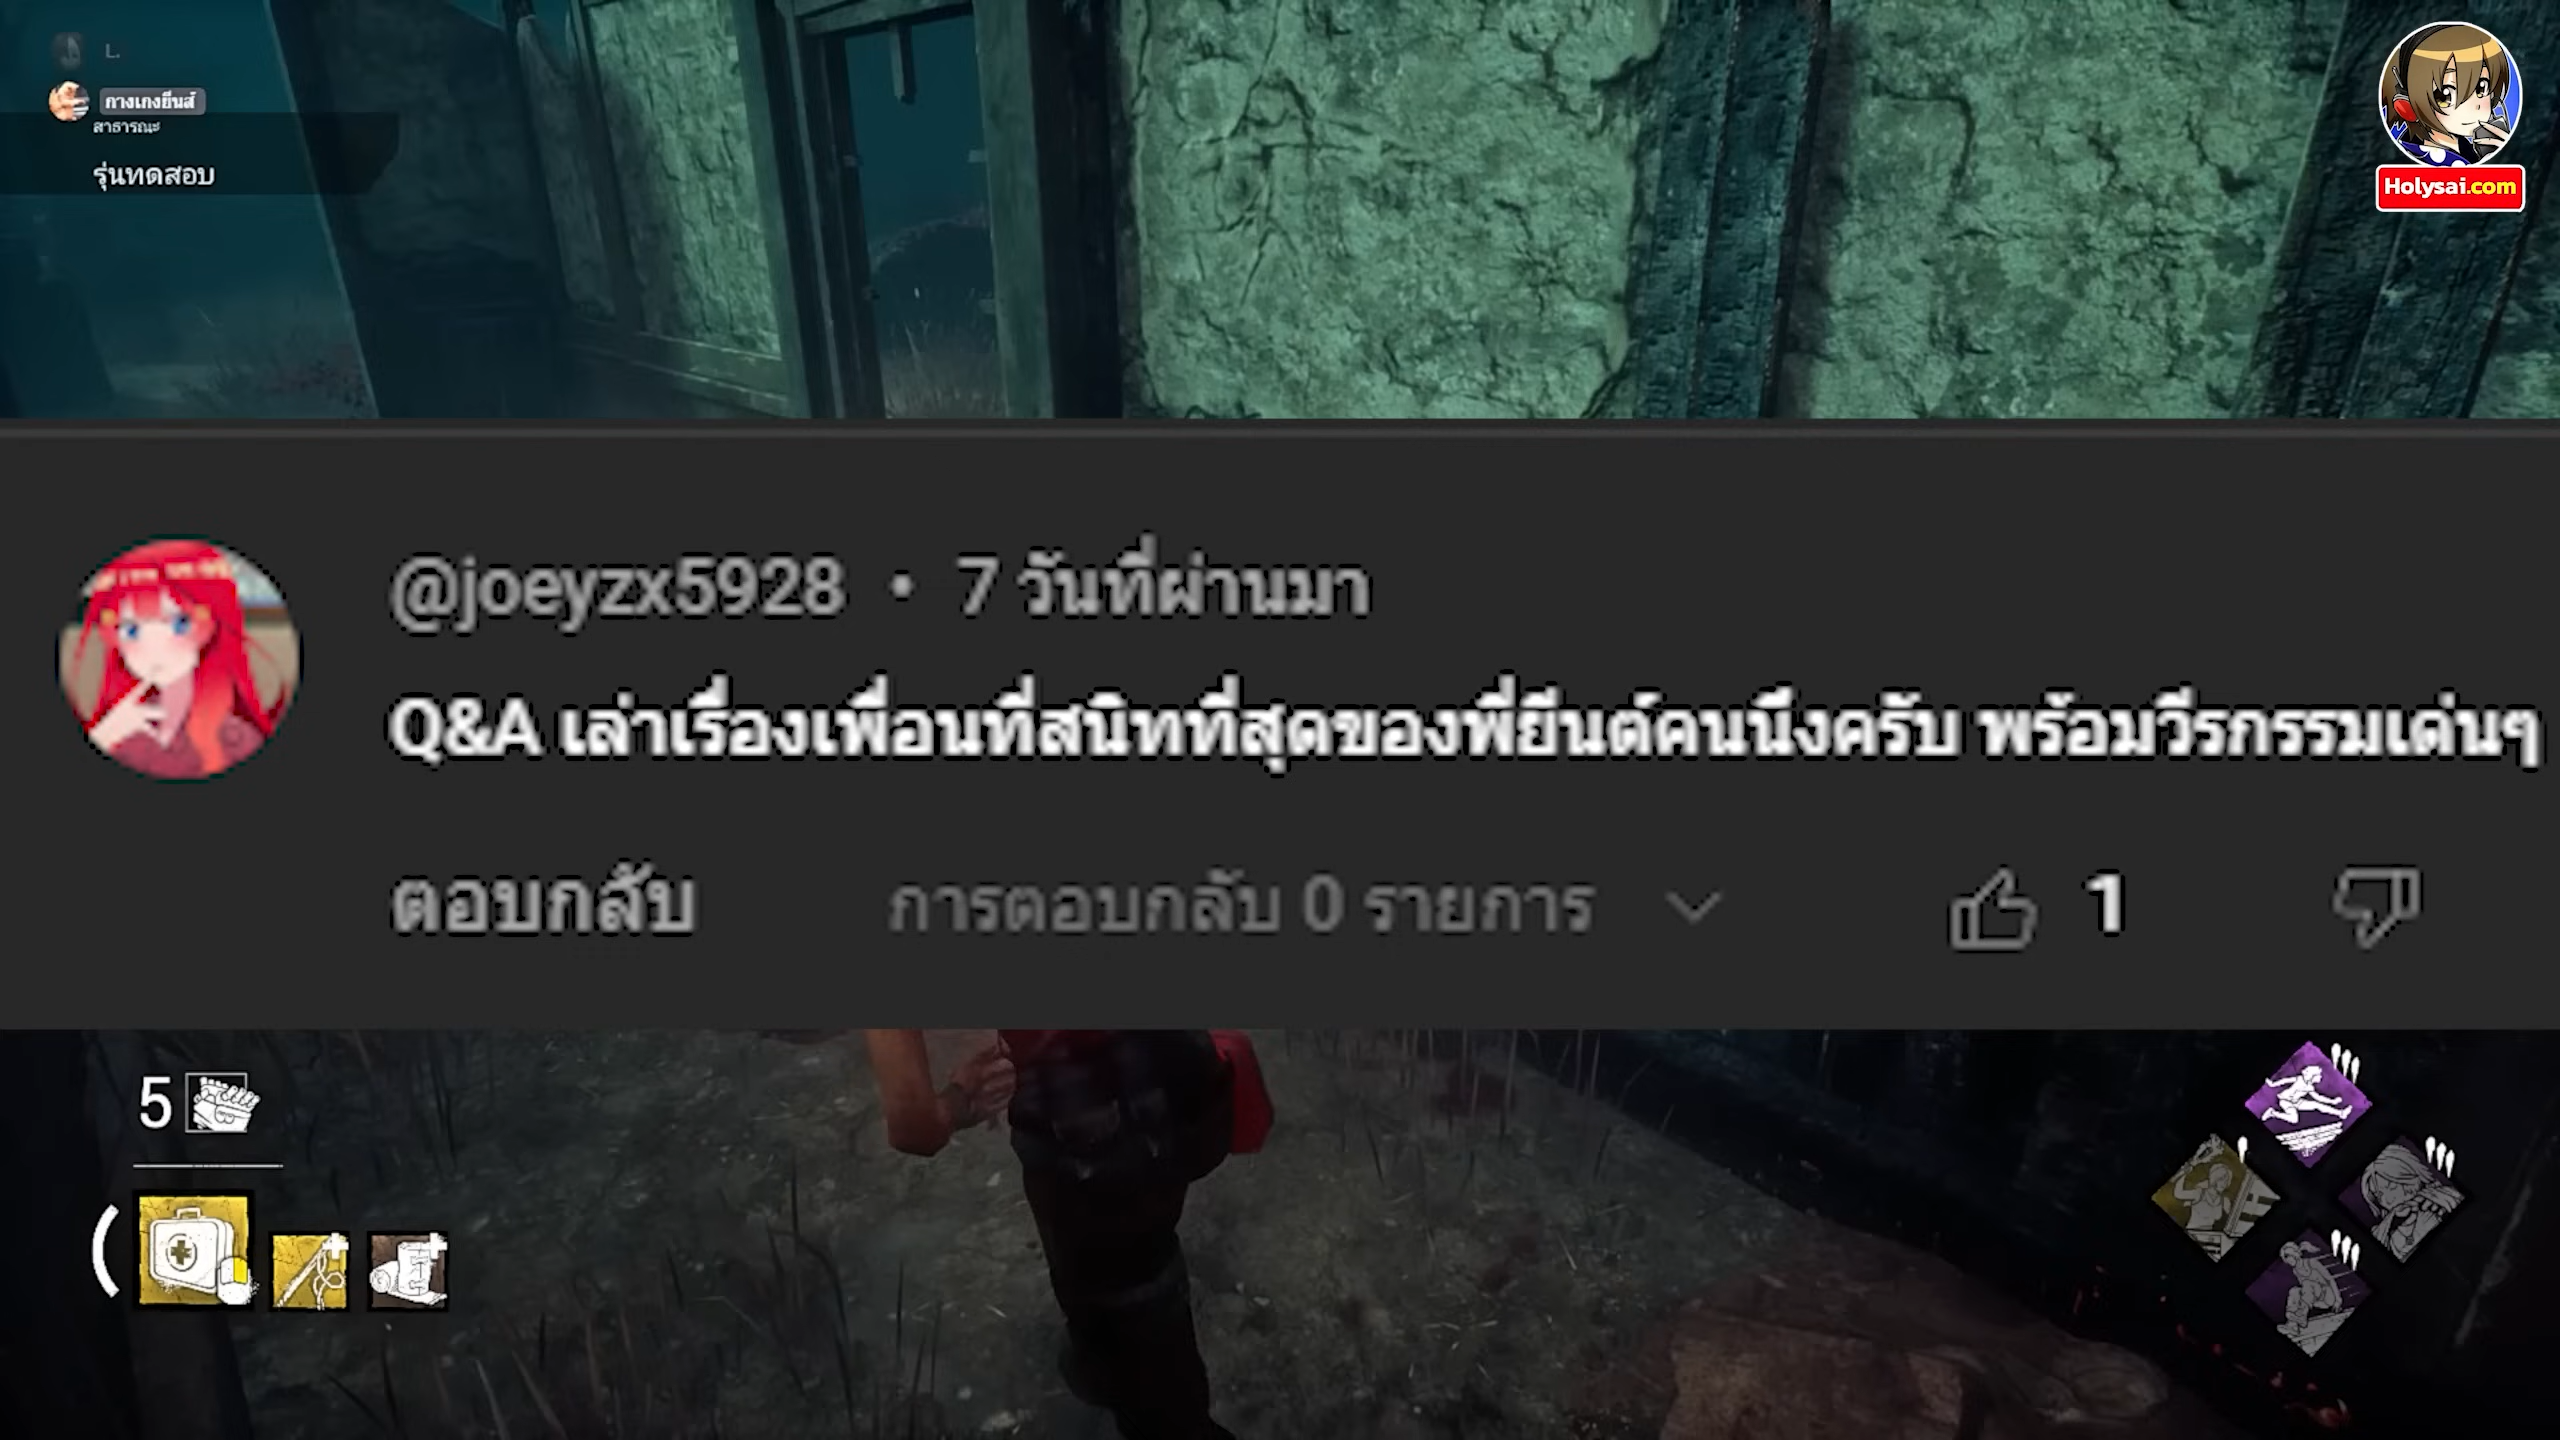 L.
กางเกงยีนส์
สาธารณะ
รุ่นทดสอบ
Holysai.com
@joeyzx5928 • 7 วันที่ผ่านมา
Q&A เล่าเรื่องเพื่อนที่สนิทที่สุดของพี่ยีนต์คนนึงครับ พร้อมวีรกรรมเด่นๆ
ตอบกลับ การตอบกลับ 0 รายการ 1
5